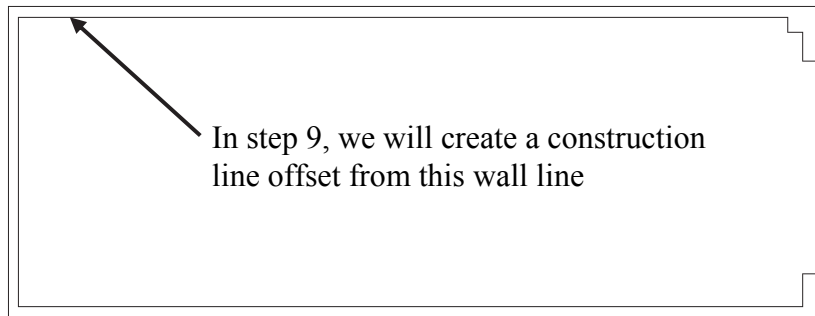 In step 9, we will create a construction
line offset from this wall line